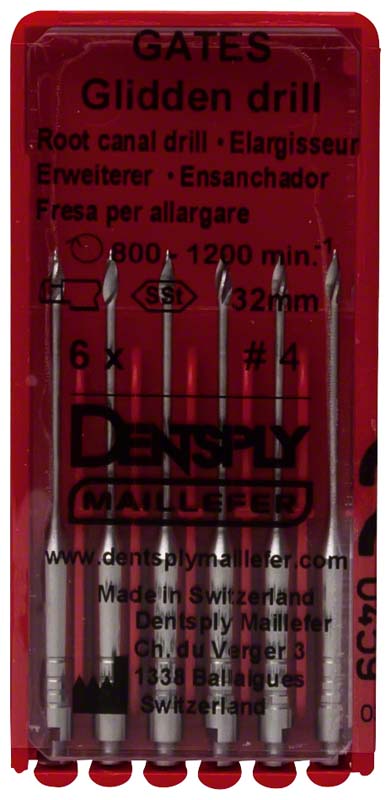 GATES
Glidden drill
Root canal drill · Elargisseur
Erweiterer · Ensanchador
Fresa per allargare
800 - 1200 min.⁻¹
H SSt 32mm
6 x # 4
DENTSPLY
MAILLEFER
www.dentsplymaillefer.com
Made in Switzerland
Dentsply Maillefer
Ch. du Verger 3
1338 Ballaigues
Switzerland